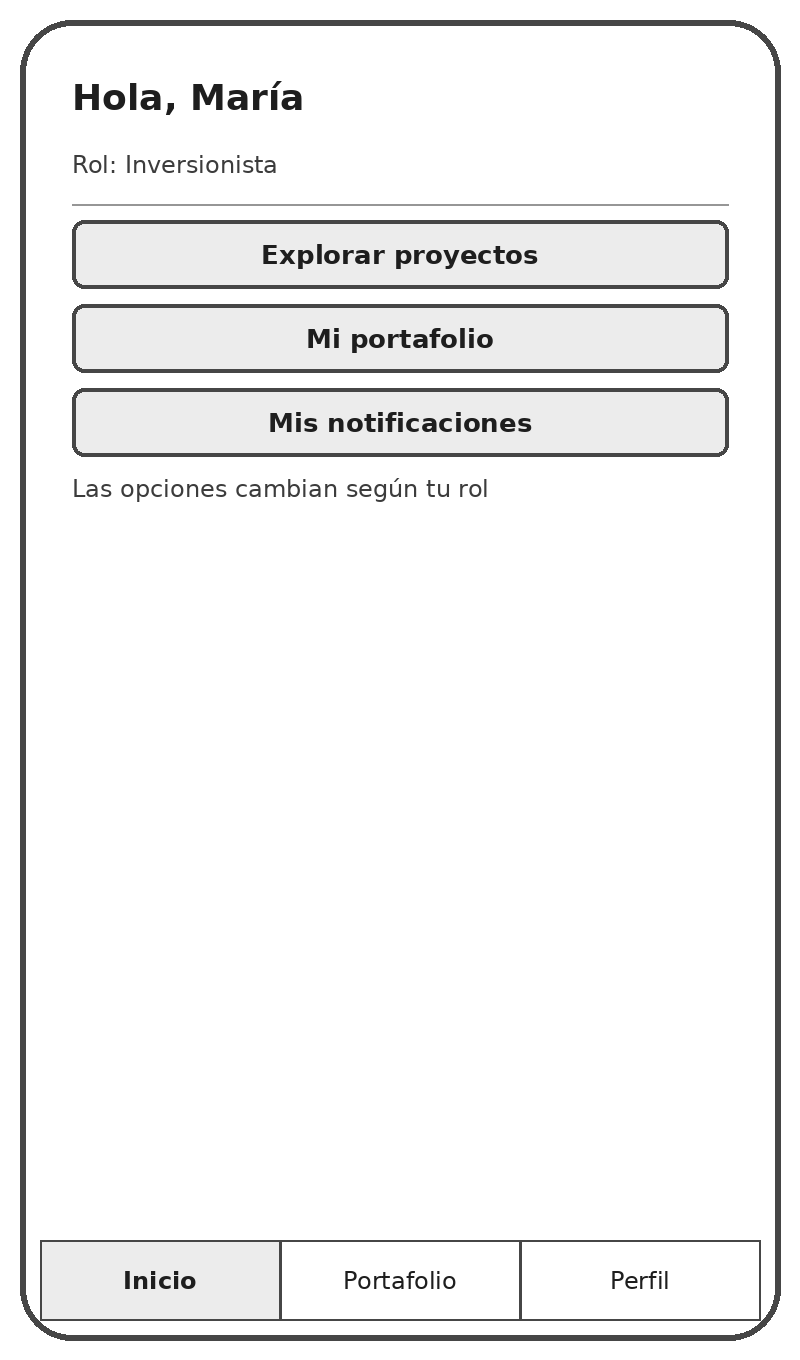 Hola, María
Rol: Inversionista
Explorar proyectos
Mi portafolio
Mis notificaciones
Las opciones cambian según tu rol
Inicio
Portafolio
Perfil